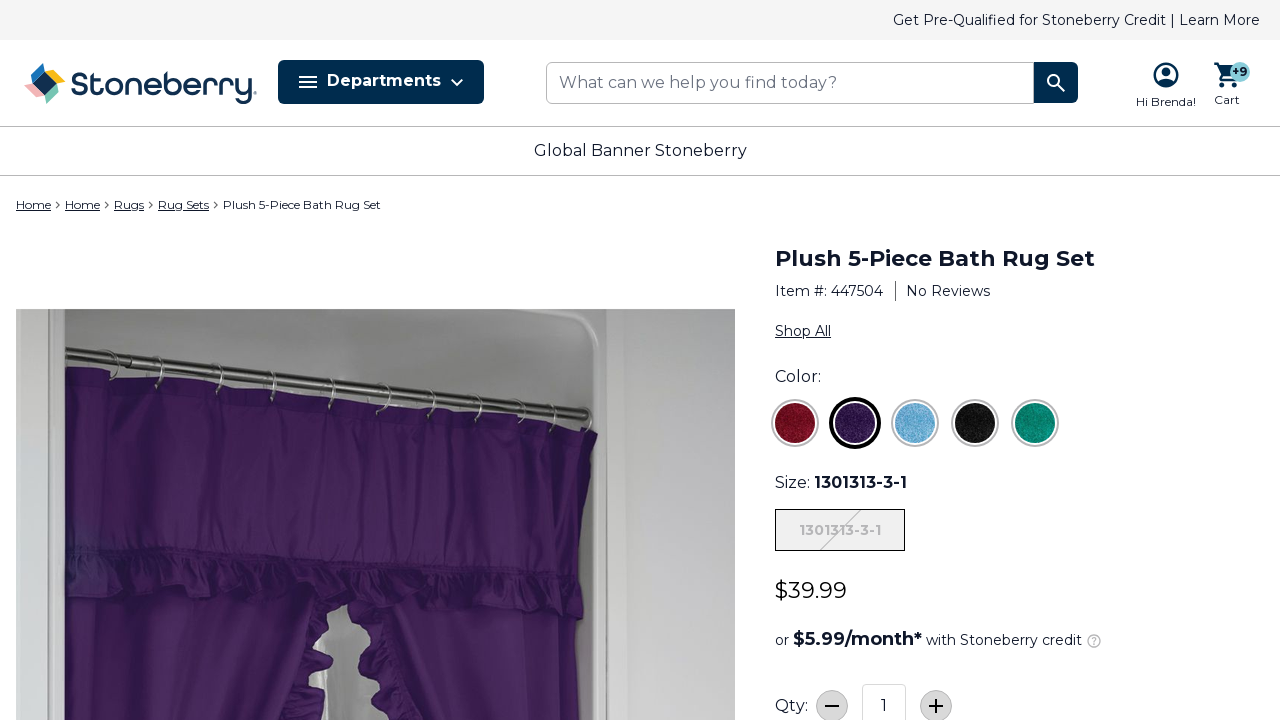 Get Pre-Qualified for Stoneberry Credit | Learn More
Stoneberry
Departments
What can we help you find today?
Hi Brenda!
+9
Cart
Global Banner Stoneberry
Home > Home > Rugs > Rug Sets > Plush 5-Piece Bath Rug Set
Plush 5-Piece Bath Rug Set
Item #: 447504 | No Reviews
Shop All
Color:
Size: 1301313-3-1
1301313-3-1
$39.99
or $5.99/month* with Stoneberry credit
Qty: 1